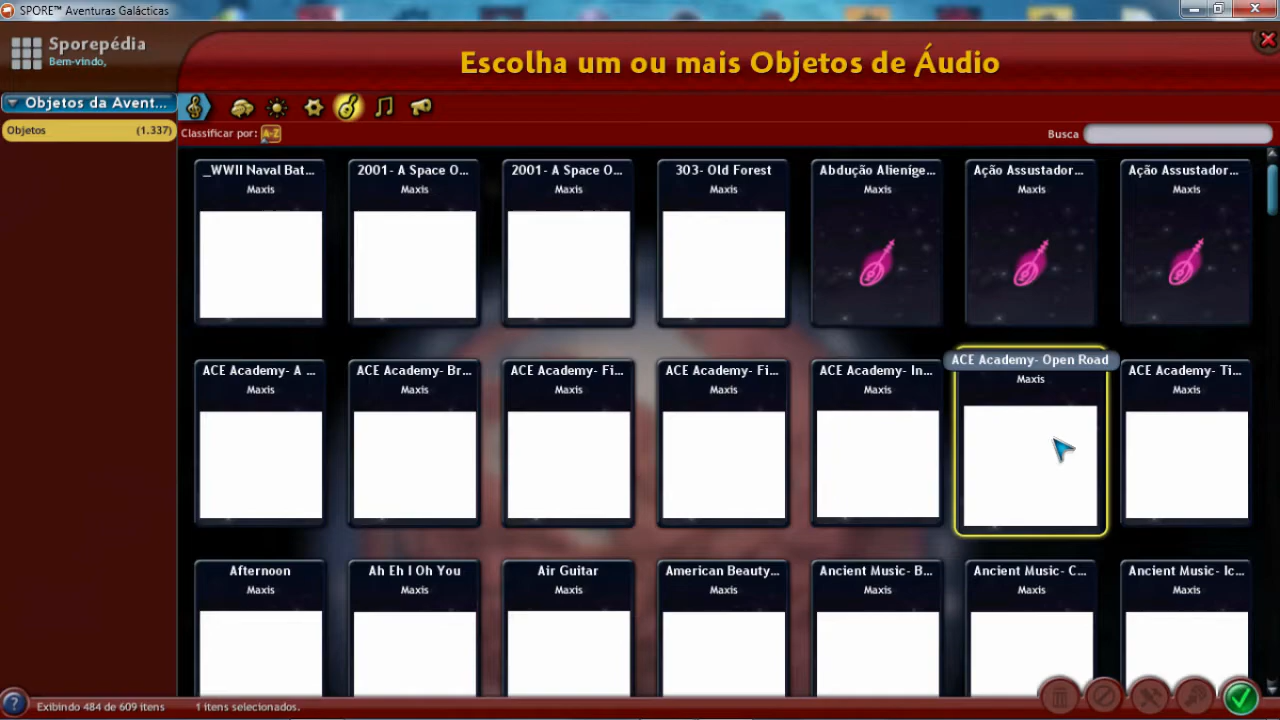 SPORE™ Aventuras Galácticas
Sporepédia
Bem-vindo,
Escolha um ou mais Objetos de Áudio
Objetos da Avent...
Objetos (1.337)
Classificar por: A-Z
Busca
_WWII Naval Bat...
Maxis
2001- A Space O...
Maxis
2001- A Space O...
Maxis
303- Old Forest
Maxis
Abdução Alieníge...
Maxis
Ação Assustador...
Maxis
Ação Assustador...
Maxis
ACE Academy- A ...
Maxis
ACE Academy- Br...
Maxis
ACE Academy- Fi...
Maxis
ACE Academy- Fi...
Maxis
ACE Academy- In...
Maxis
ACE Academy- Open Road
Maxis
ACE Academy- Ti...
Maxis
Afternoon
Maxis
Ah Eh I Oh You
Maxis
Air Guitar
Maxis
American Beauty...
Maxis
Ancient Music- B...
Maxis
Ancient Music- C...
Maxis
Ancient Music- Ic...
Maxis
?
Exibindo 484 de 609 itens
1 itens selecionados.